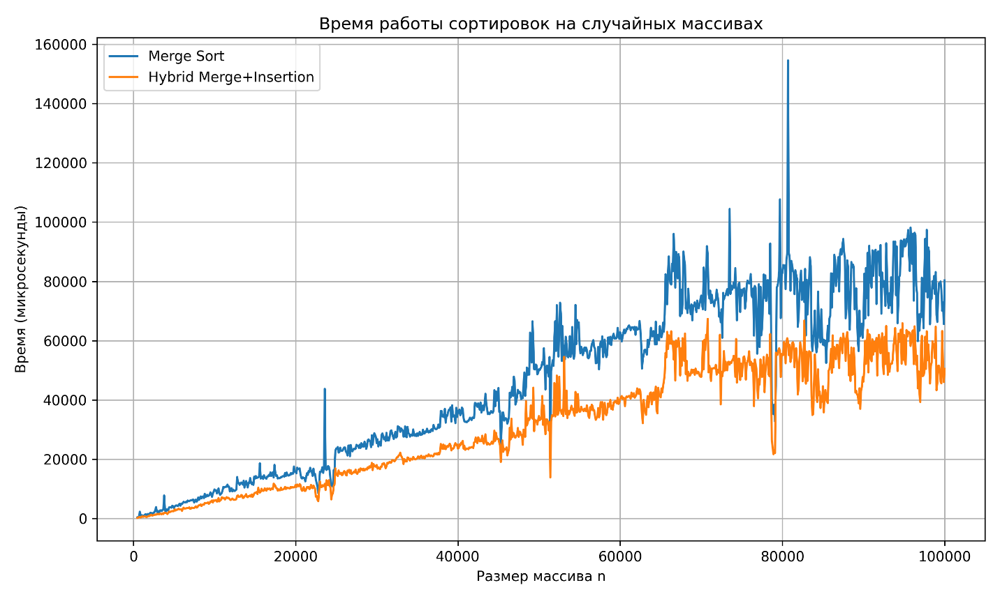 Время работы сортировок на случайных массивах
Merge Sort
Hybrid Merge+Insertion
Время (микросекунды)
160000
140000
120000
100000
80000
60000
40000
20000
0
0 20000 40000 60000 80000 100000
Размер массива n